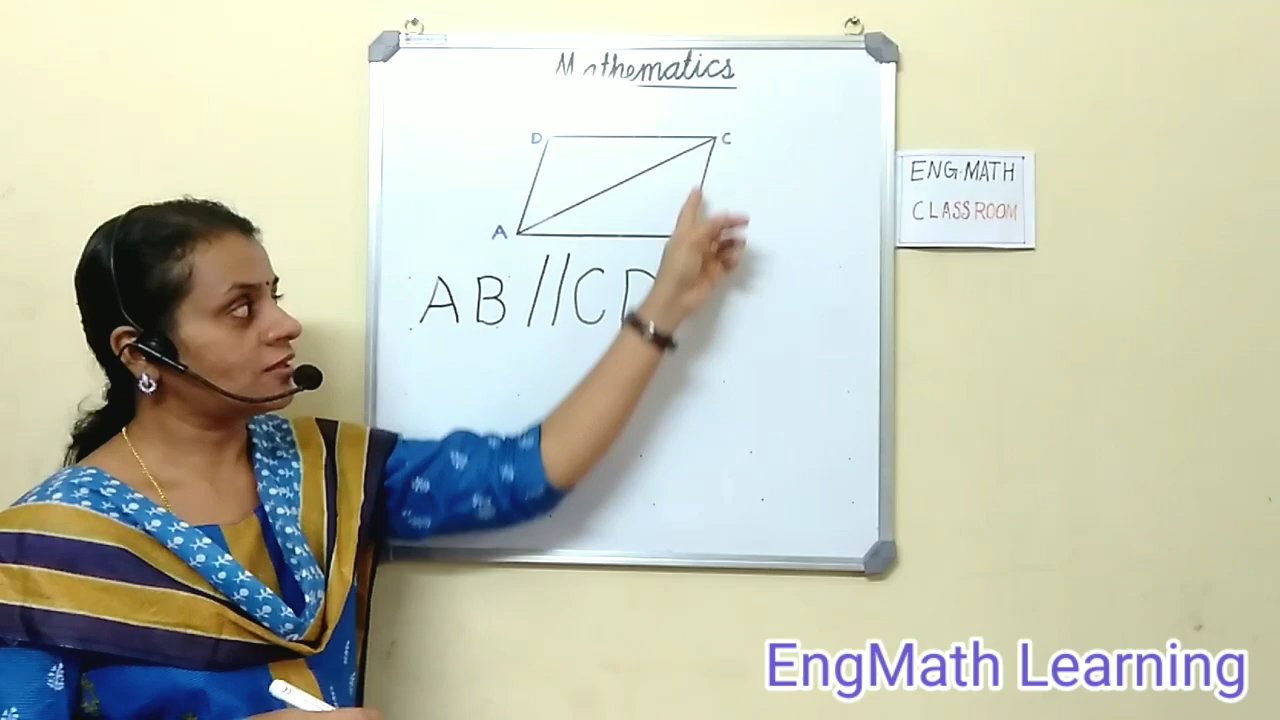 Mathematics
D
C
A
AB//CD
ENG-MATH
CLASSROOM
EngMath Learning